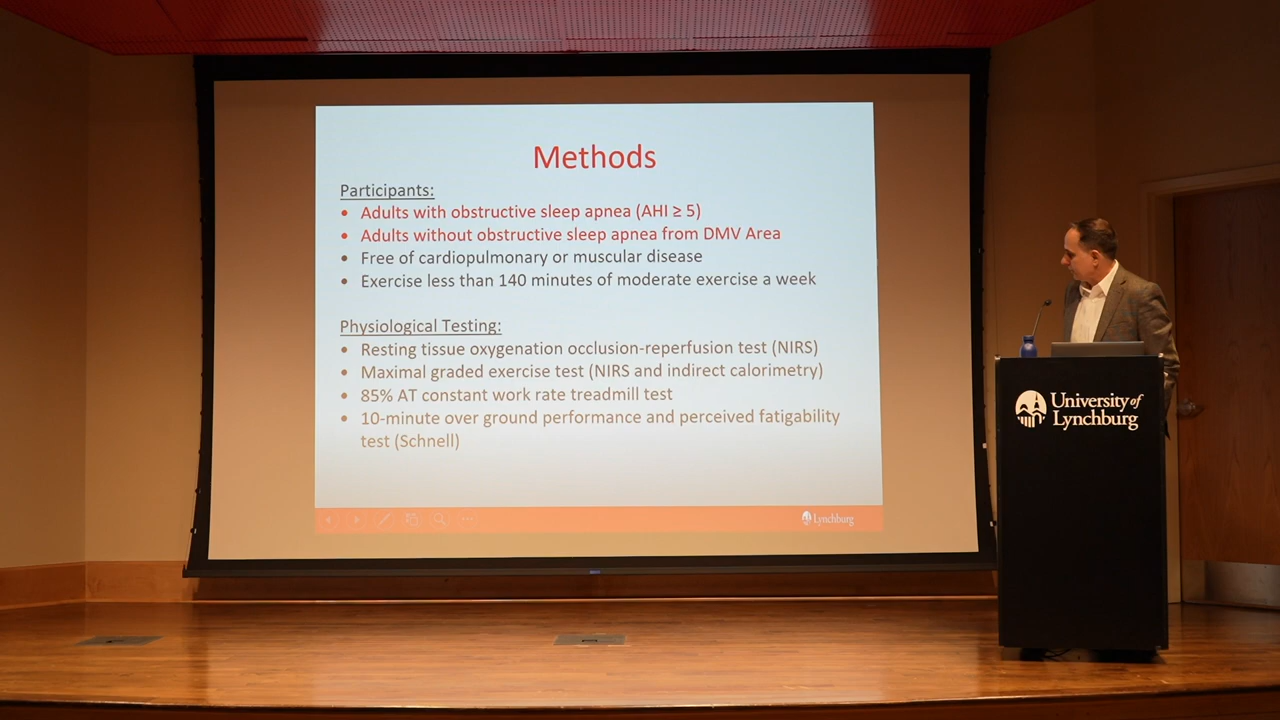 Methods
Participants:
• Adults with obstructive sleep apnea (AHI ≥ 5)
• Adults without obstructive sleep apnea from DMV Area
• Free of cardiopulmonary or muscular disease
• Exercise less than 140 minutes of moderate exercise a week
Physiological Testing:
• Resting tissue oxygenation occlusion-reperfusion test (NIRS)
• Maximal graded exercise test (NIRS and indirect calorimetry)
• 85% AT constant work rate treadmill test
• 10-minute over ground performance and perceived fatigability
test (Schnell)
Lynchburg
University of
Lynchburg